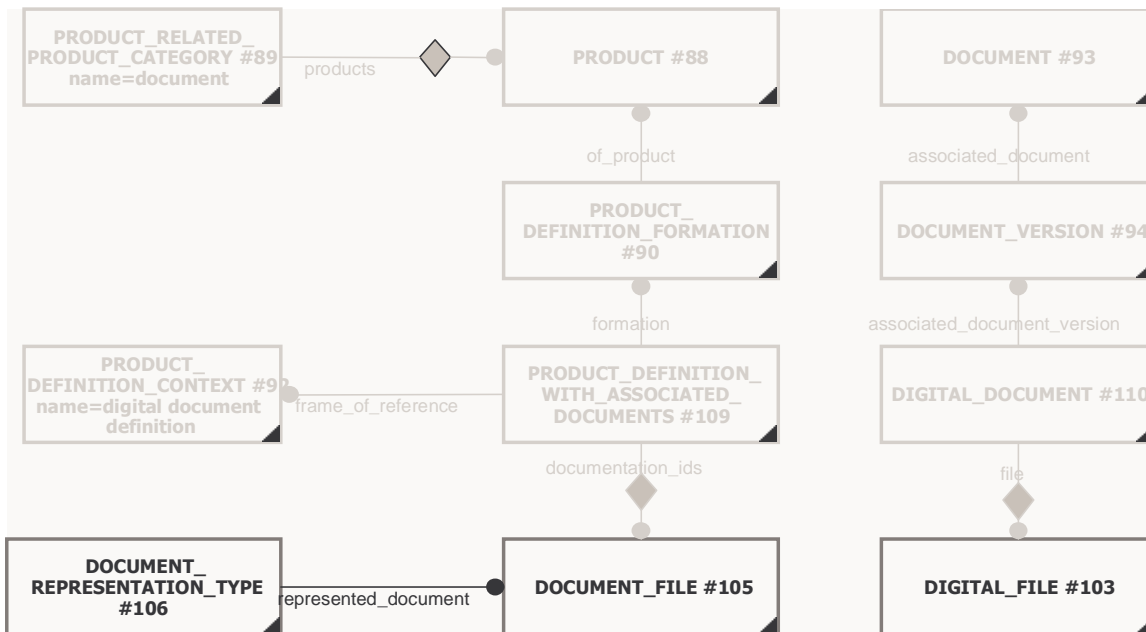 PRODUCT_RELATED_
PRODUCT_CATEGORY #89
name=document
products
PRODUCT #88
DOCUMENT #93
of_product
associated_document
PRODUCT_
DEFINITION_FORMATION
#90
DOCUMENT_VERSION #94
formation
associated_document_version
PRODUCT_
DEFINITION_CONTEXT #92
name=digital document
definition
frame_of_reference
PRODUCT_DEFINITION_
WITH_ASSOCIATED_
DOCUMENTS #109
DIGITAL_DOCUMENT #110
documentation_ids
file
DOCUMENT_
REPRESENTATION_TYPE
#106
represented_document
DOCUMENT_FILE #105
DIGITAL_FILE #103